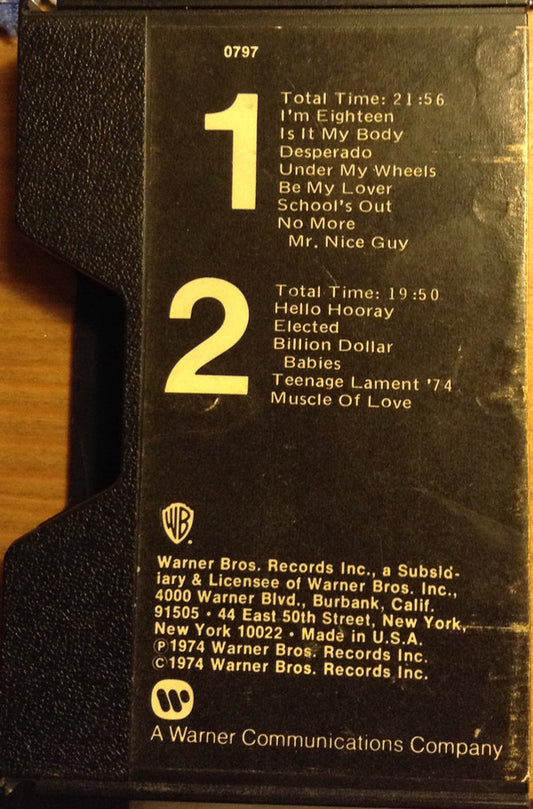 0797
1
Total Time: 21:56
I'm Eighteen
Is It My Body
Desperado
Under My Wheels
Be My Lover
School's Out
No More
Mr. Nice Guy
2
Total Time: 19:50
Hello Hooray
Elected
Billion Dollar
Babies
Teenage Lament '74
Muscle Of Love
WB
Warner Bros. Records Inc., a Subsid-
iary & Licensee of Warner Bros. Inc.,
4000 Warner Blvd., Burbank, Calif.
91505 • 44 East 50th Street, New York,
New York 10022 • Made in U.S.A.
℗1974 Warner Bros. Records Inc.
©1974 Warner Bros. Records Inc.
A Warner Communications Company